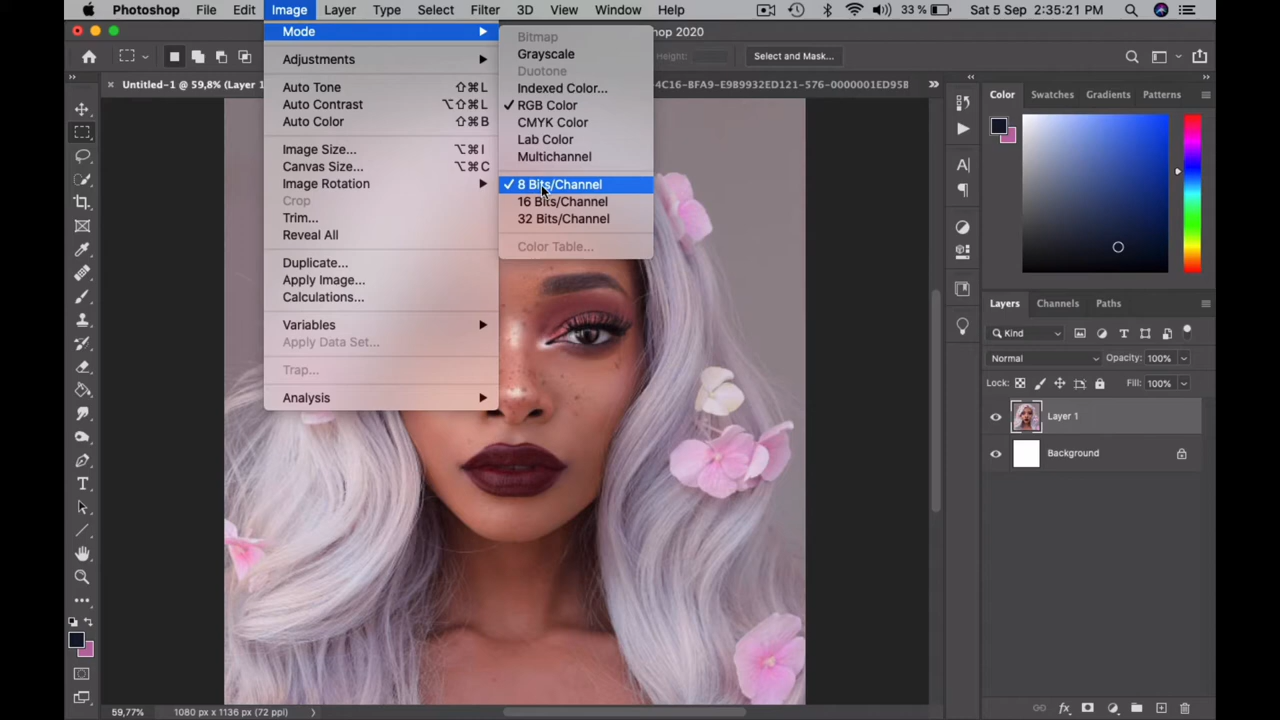 Photoshop File Edit Image Layer Type Select Filter 3D View Window Help 33 % Sat 5 Sep 2:35:21 PM
shop 2020
Height: Select and Mask...
Untitled-1 @ 59,8% (Layer 1
4C16-BFA9-E989932ED121-576-0000001ED95B
Mode
Adjustments
Auto Tone ⇧⌘L
Auto Contrast ⌥⇧⌘L
Auto Color ⇧⌘B
Image Size... ⌥⌘I
Canvas Size... ⌥⌘C
Image Rotation
Crop
Trim...
Reveal All
Duplicate...
Apply Image...
Calculations...
Variables
Apply Data Set...
Trap...
Analysis
Bitmap
Grayscale
Duotone
Indexed Color...
RGB Color
CMYK Color
Lab Color
Multichannel
8 Bits/Channel
16 Bits/Channel
32 Bits/Channel
Color Table...
Color Swatches Gradients Patterns
Layers Channels Paths
Kind
Normal Opacity: 100%
Lock: Fill: 100%
Layer 1
Background
59,77% 1080 px x 1136 px (72 ppi)